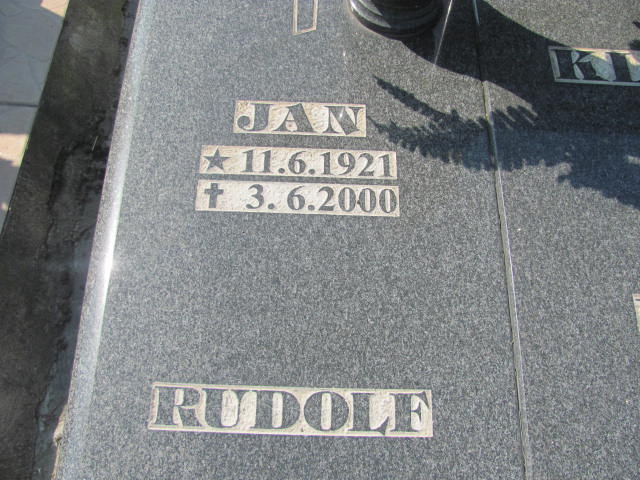 JAN
★ 11.6.1921
✝ 3.6.2000
RUDOLF